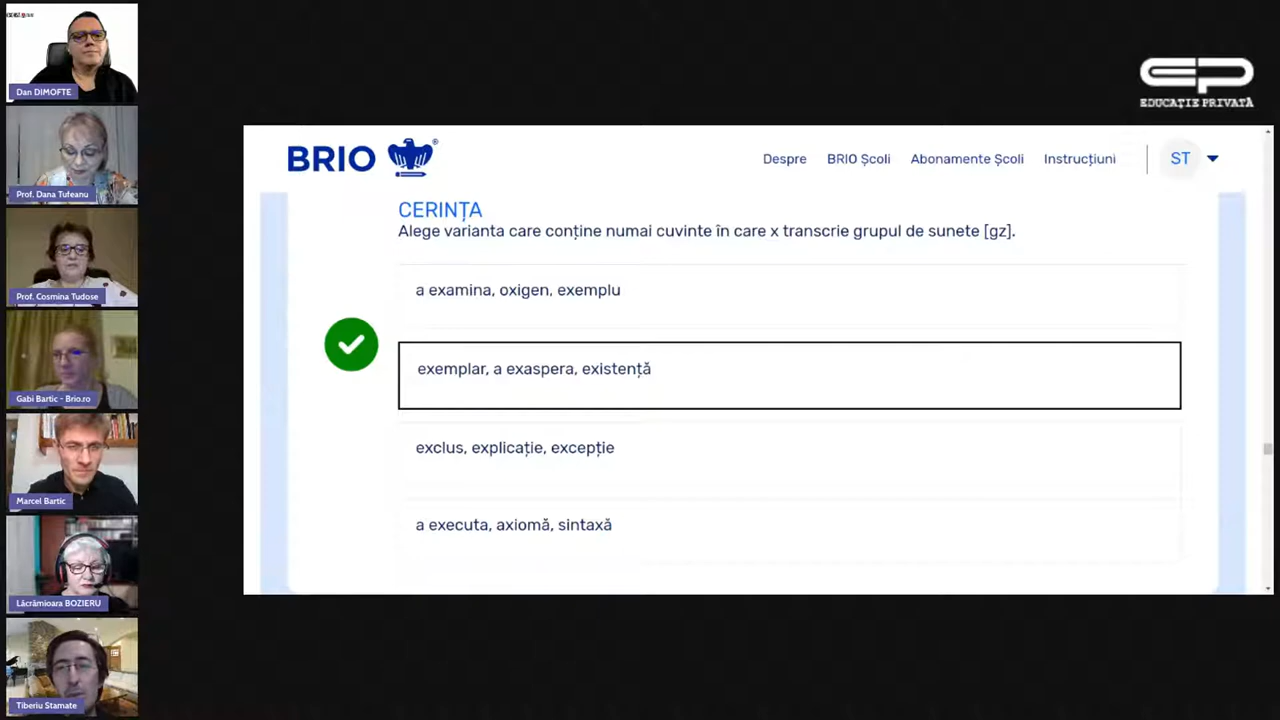 Dan DIMOFTE
Prof. Dana Tufeanu
Prof. Cosmina Tudose
Gabi Bartic - Brio.ro
Marcel Bartic
Lăcrămioara BOZIERU
Tiberiu Stamate
EDUCAȚIE PRIVATĂ
BRIO
Despre BRIO Școli Abonamente Școli Instrucțiuni ST
CERINȚA
Alege varianta care conține numai cuvinte în care x transcrie grupul de sunete [gz].
a examina, oxigen, exemplu
exemplar, a exaspera, existență
exclus, explicație, excepție
a executa, axiomă, sintaxă